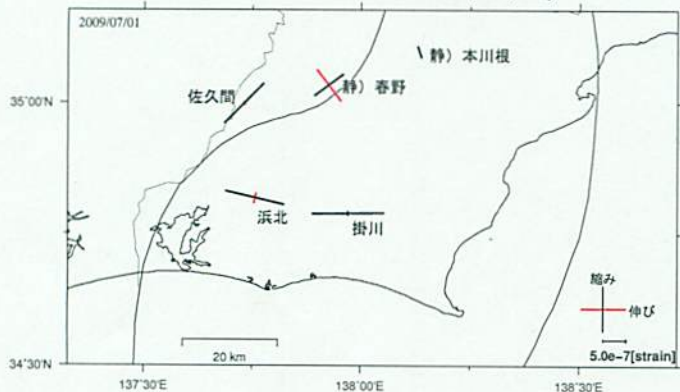 2009/07/01
静）本川根
静）春野
佐久間
35°00'N
浜北
掛川
縮み
伸び
20 km
5.0e-7[strain]
34°30'N
137°30'E
138°00'E
138°30'E